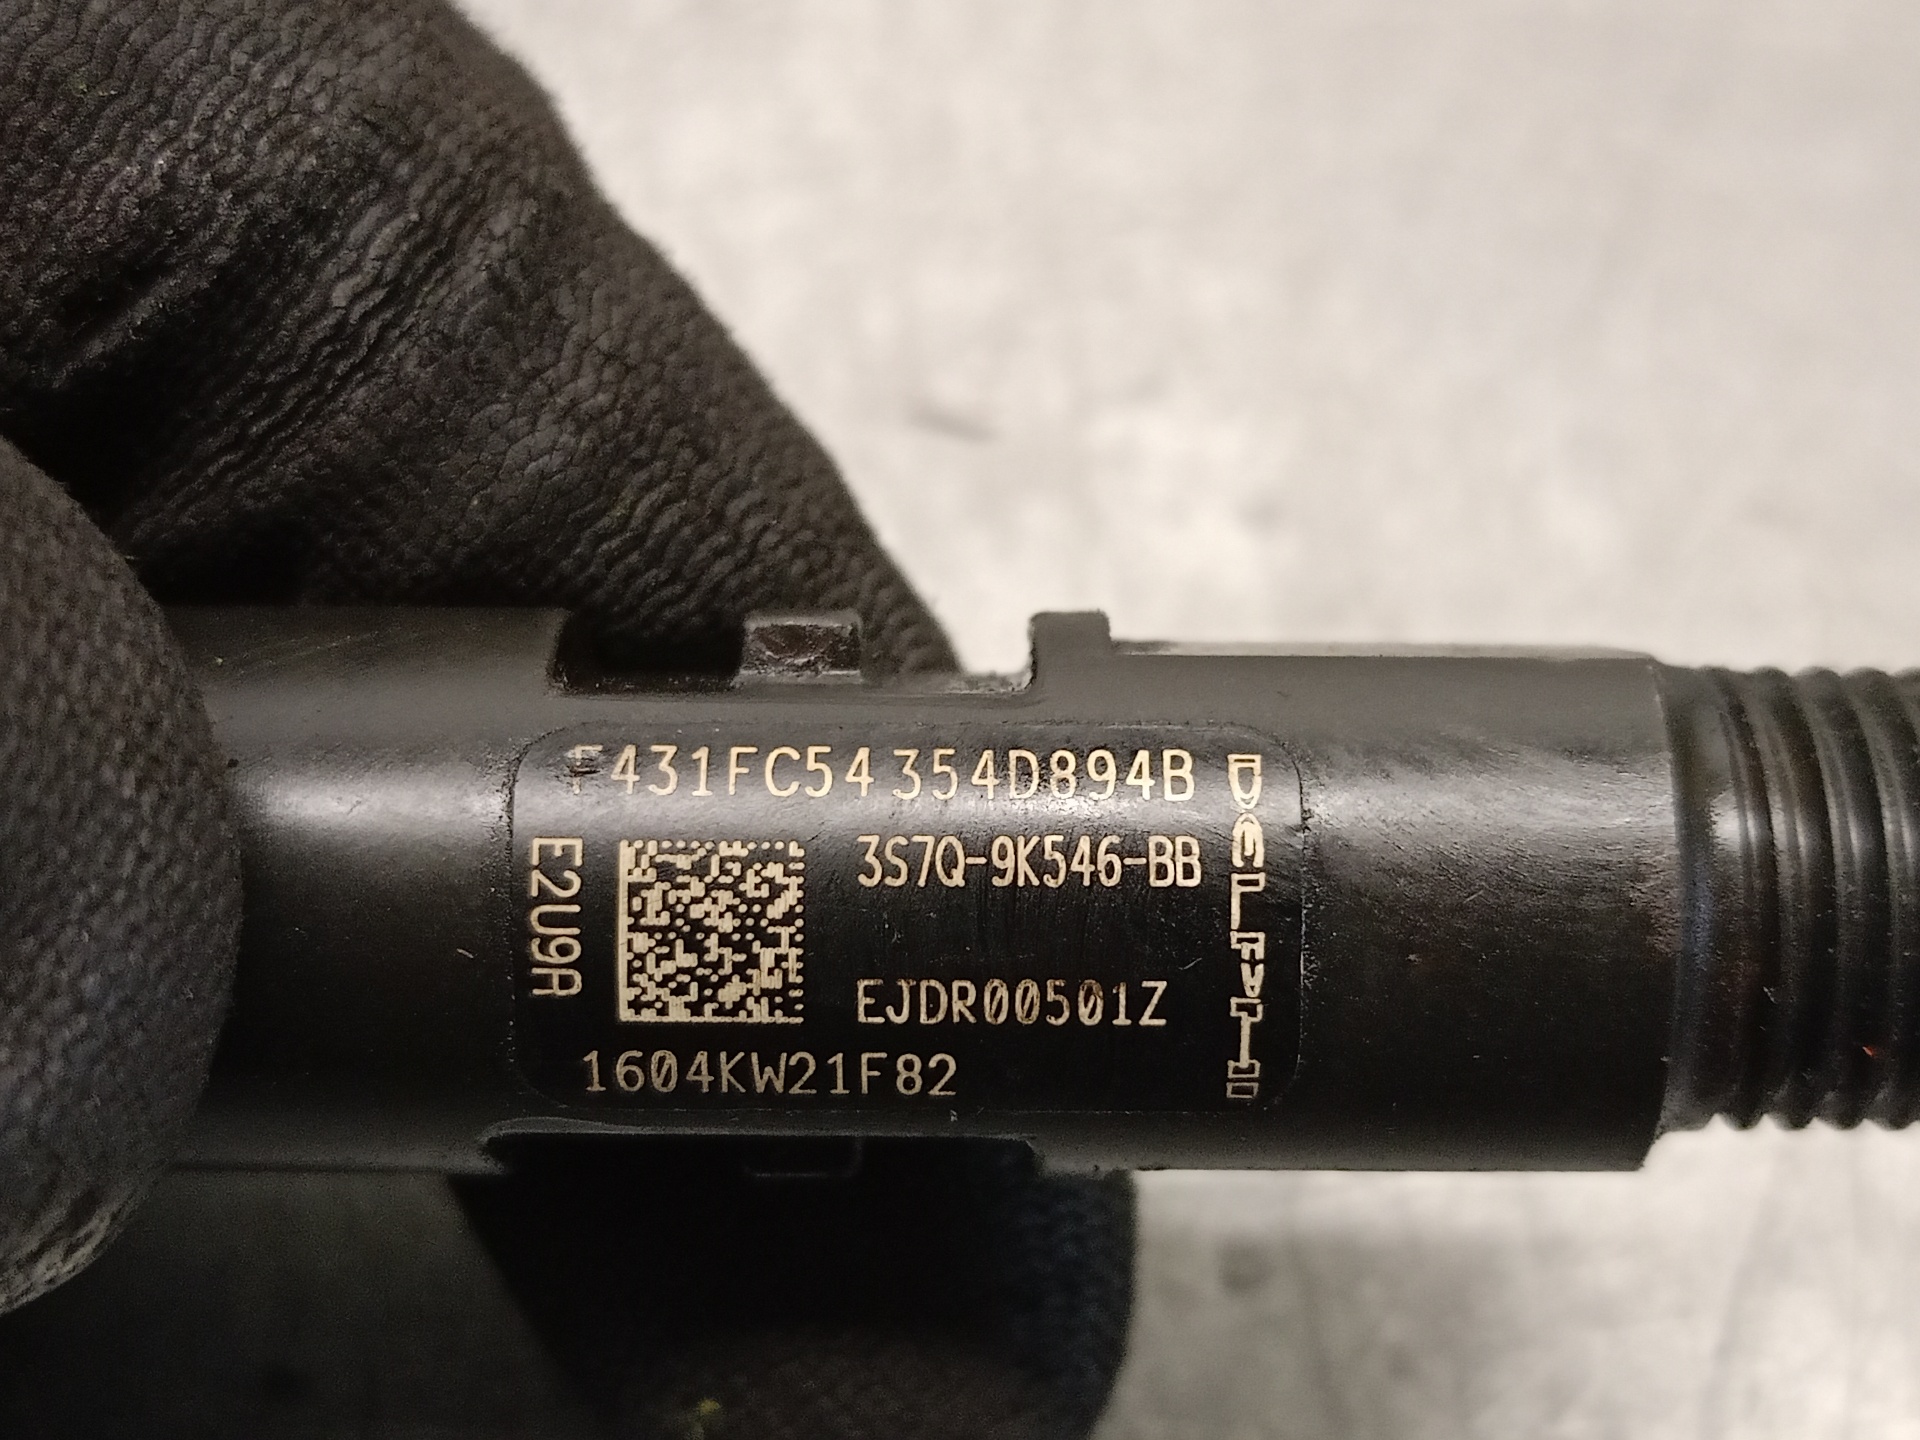 F431FC54354D894B
E2U9A
3S7Q-9K546-BB
EJDR00501Z
1604KW21F82
DELPHI